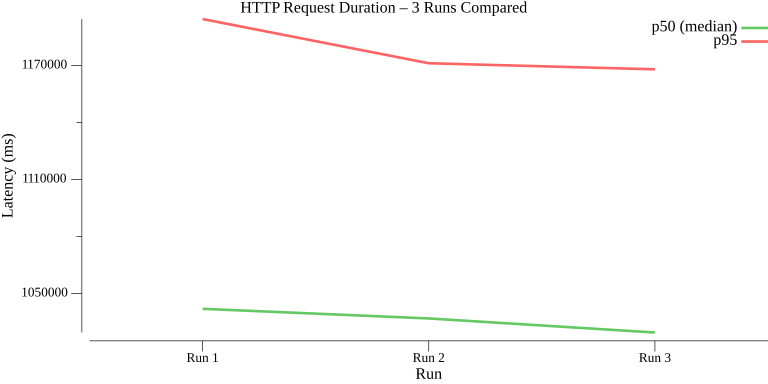 HTTP Request Duration – 3 Runs Compared
p50 (median)
p95
1170000
1110000
1050000
Latency (ms)
Run 1
Run 2
Run 3
Run